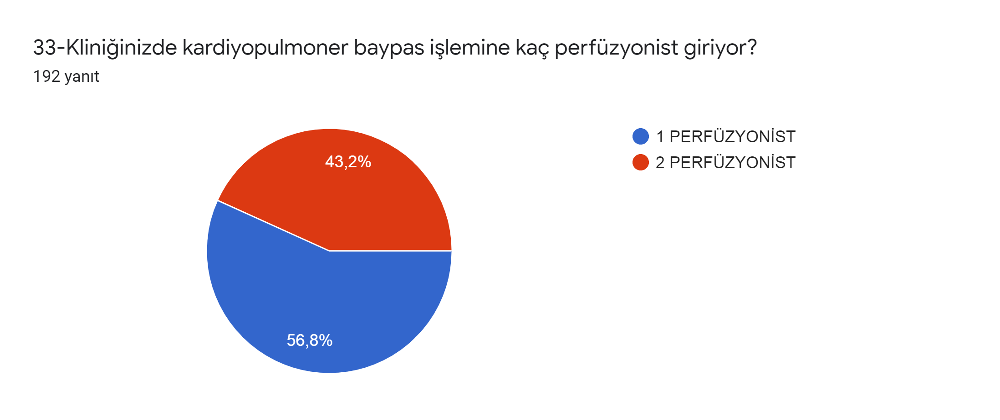 33-Kliniğinizde kardiyopulmoner baypas işlemine kaç perfüzyonist giriyor?
192 yanıt
43,2%
56,8%
1 PERFÜZYONİST
2 PERFÜZYONİST